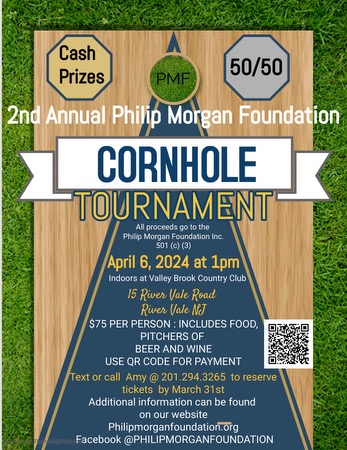 Cash
Prizes
PMF
50/50
2nd Annual Philip Morgan Foundation
CORNHOLE
TOURNAMENT
All proceeds go to the
Philip Morgan Foundation Inc.
501 (c) (3)
April 6, 2024 at 1pm
Indoors at Valley Brook Country Club
15 River Vale Road
River Vale NJ
$75 PER PERSON : INCLUDES FOOD,
PITCHERS OF
BEER AND WINE
USE QR CODE FOR PAYMENT
Text or call Amy @ 201.294.3265 to reserve
tickets by March 31st
Additional information can be found
on our website
Philipmorganfoundation.org
Facebook @PHILIPMORGANFOUNDATION